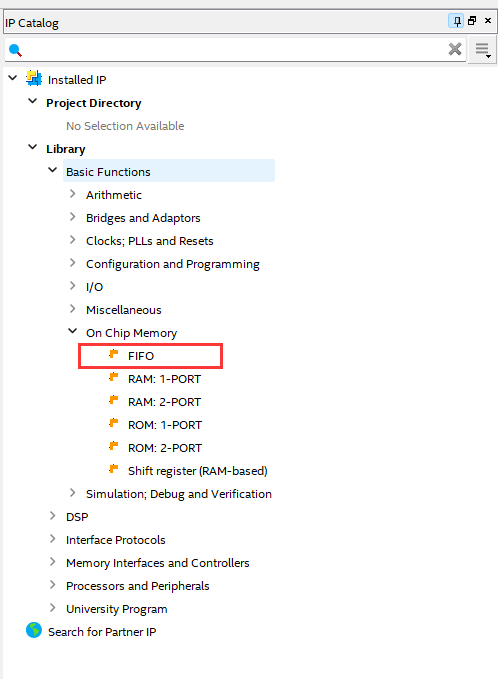 IP Catalog
Installed IP
Project Directory
No Selection Available
Library
Basic Functions
Arithmetic
Bridges and Adaptors
Clocks; PLLs and Resets
Configuration and Programming
I/O
Miscellaneous
On Chip Memory
FIFO
RAM: 1-PORT
RAM: 2-PORT
ROM: 1-PORT
ROM: 2-PORT
Shift register (RAM-based)
Simulation; Debug and Verification
DSP
Interface Protocols
Memory Interfaces and Controllers
Processors and Peripherals
University Program
Search for Partner IP